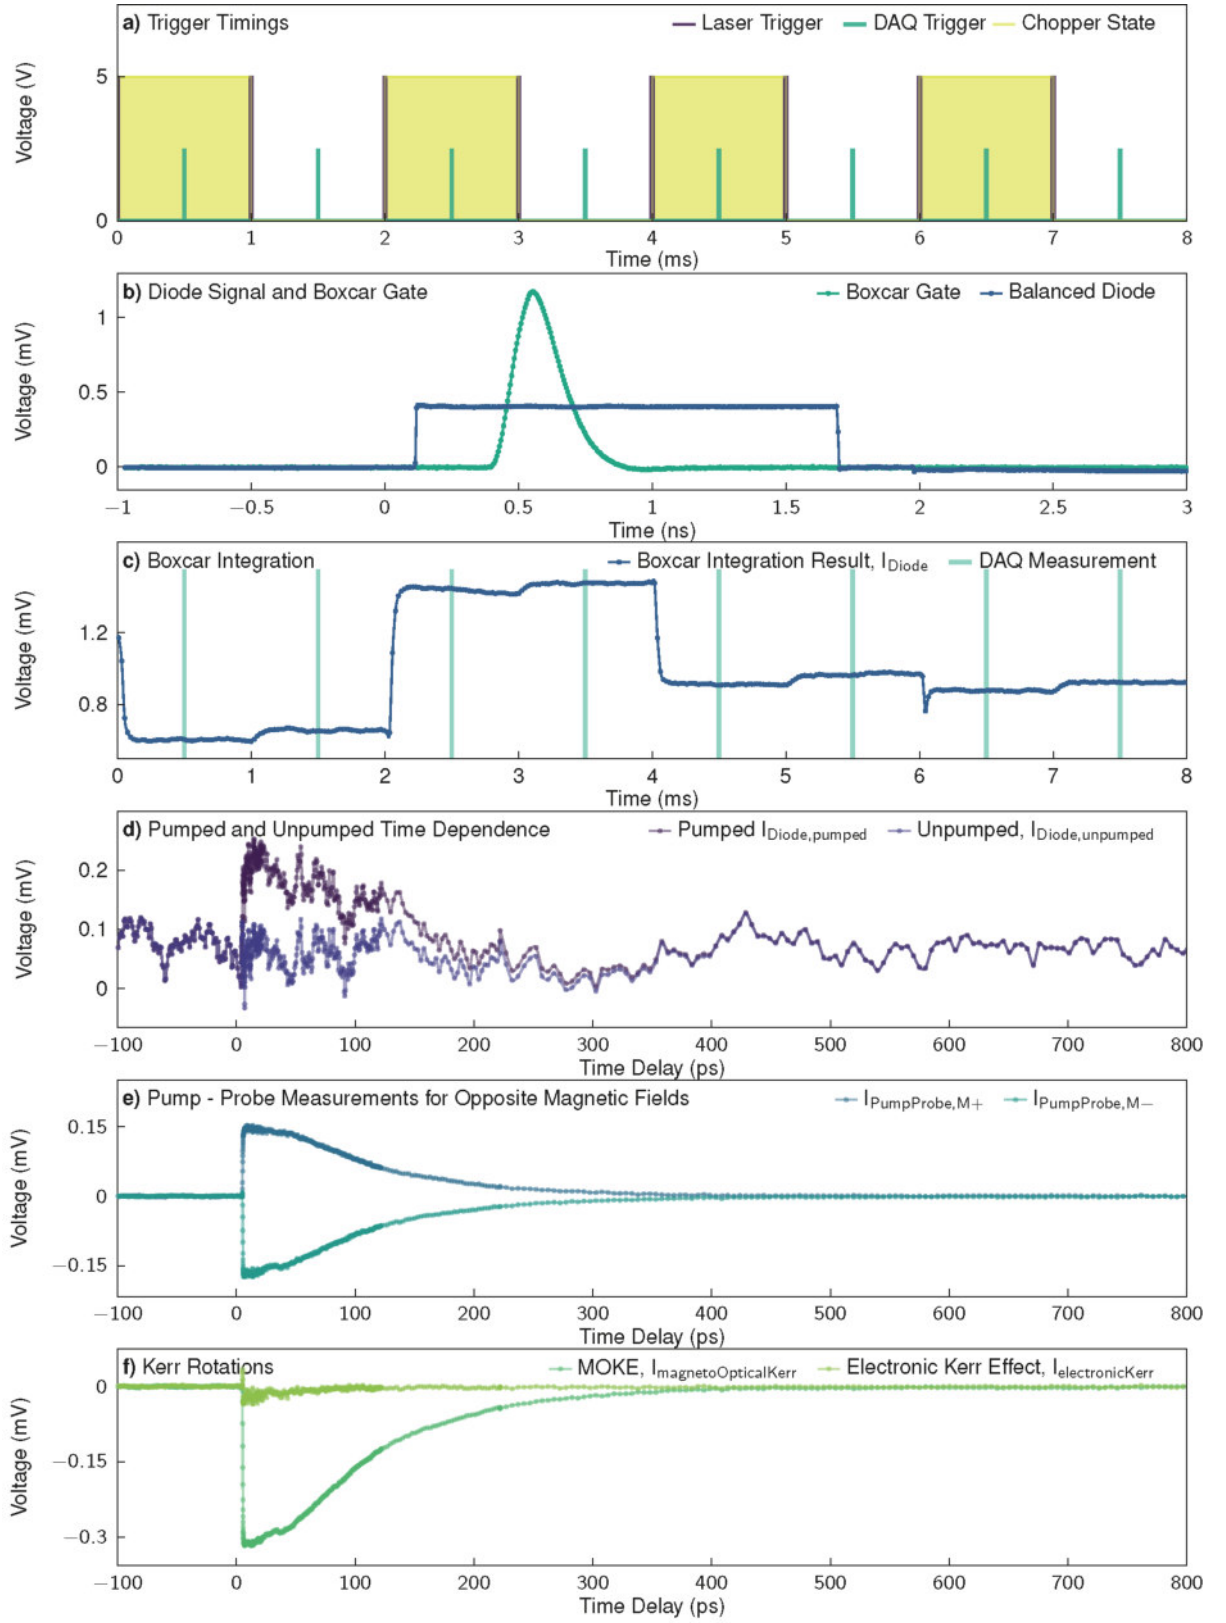 a) Trigger Timings
Laser Trigger
DAQ Trigger
Chopper State
Voltage (V)
5
0
0 1 2 3 4 5 6 7 8
Time (ms)
b) Diode Signal and Boxcar Gate
Boxcar Gate
Balanced Diode
Voltage (mV)
1
0.5
0
−1 −0.5 0 0.5 1 1.5 2 2.5 3
Time (ns)
c) Boxcar Integration
Boxcar Integration Result, I_Diode
DAQ Measurement
Voltage (mV)
1.2
0.8
0 1 2 3 4 5 6 7 8
Time (ms)
d) Pumped and Unpumped Time Dependence
Pumped I_Diode,pumped
Unpumped, I_Diode,unpumped
Voltage (mV)
0.2
0.1
0
−100 0 100 200 300 400 500 600 700 800
Time Delay (ps)
e) Pump - Probe Measurements for Opposite Magnetic Fields
I_PumpProbe,M+
I_PumpProbe,M−
Voltage (mV)
0.15
0
−0.15
−100 0 100 200 300 400 500 600 700 800
Time Delay (ps)
f) Kerr Rotations
MOKE, I_magnetoOpticalKerr
Electronic Kerr Effect, I_electronicKerr
Voltage (mV)
0
−0.15
−0.3
−100 0 100 200 300 400 500 600 700 800
Time Delay (ps)